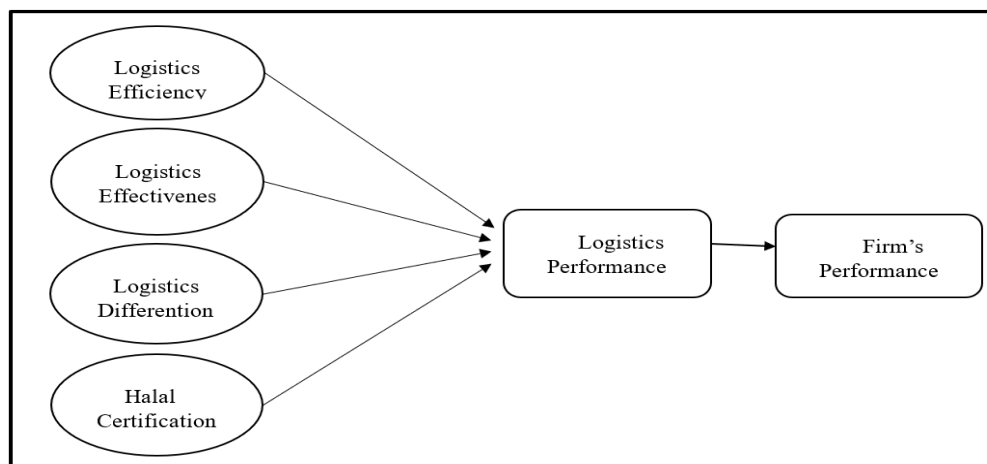 Logistics
Efficiency
Logistics
Effectivenes
Logistics
Differention
Halal
Certification
Logistics
Performance
Firm’s
Performance